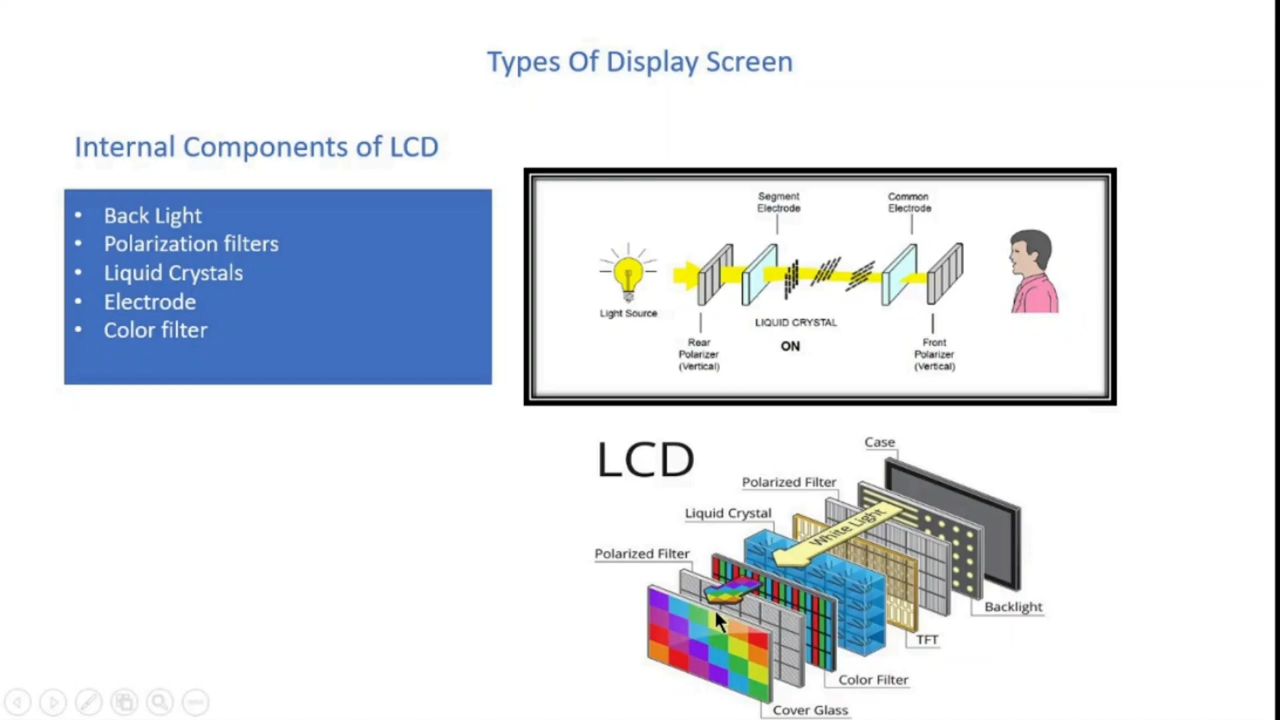 Types Of Display Screen
Internal Components of LCD
• Back Light
• Polarization filters
• Liquid Crystals
• Electrode
• Color filter
Segment
Electrode
Common
Electrode
Light Source
LIQUID CRYSTAL
ON
Rear
Polarizer
(Vertical)
Front
Polarizer
(Vertical)
LCD
Case
Polarized Filter
Liquid Crystal
White Light
Polarized Filter
Backlight
TFT
Color Filter
Cover Glass